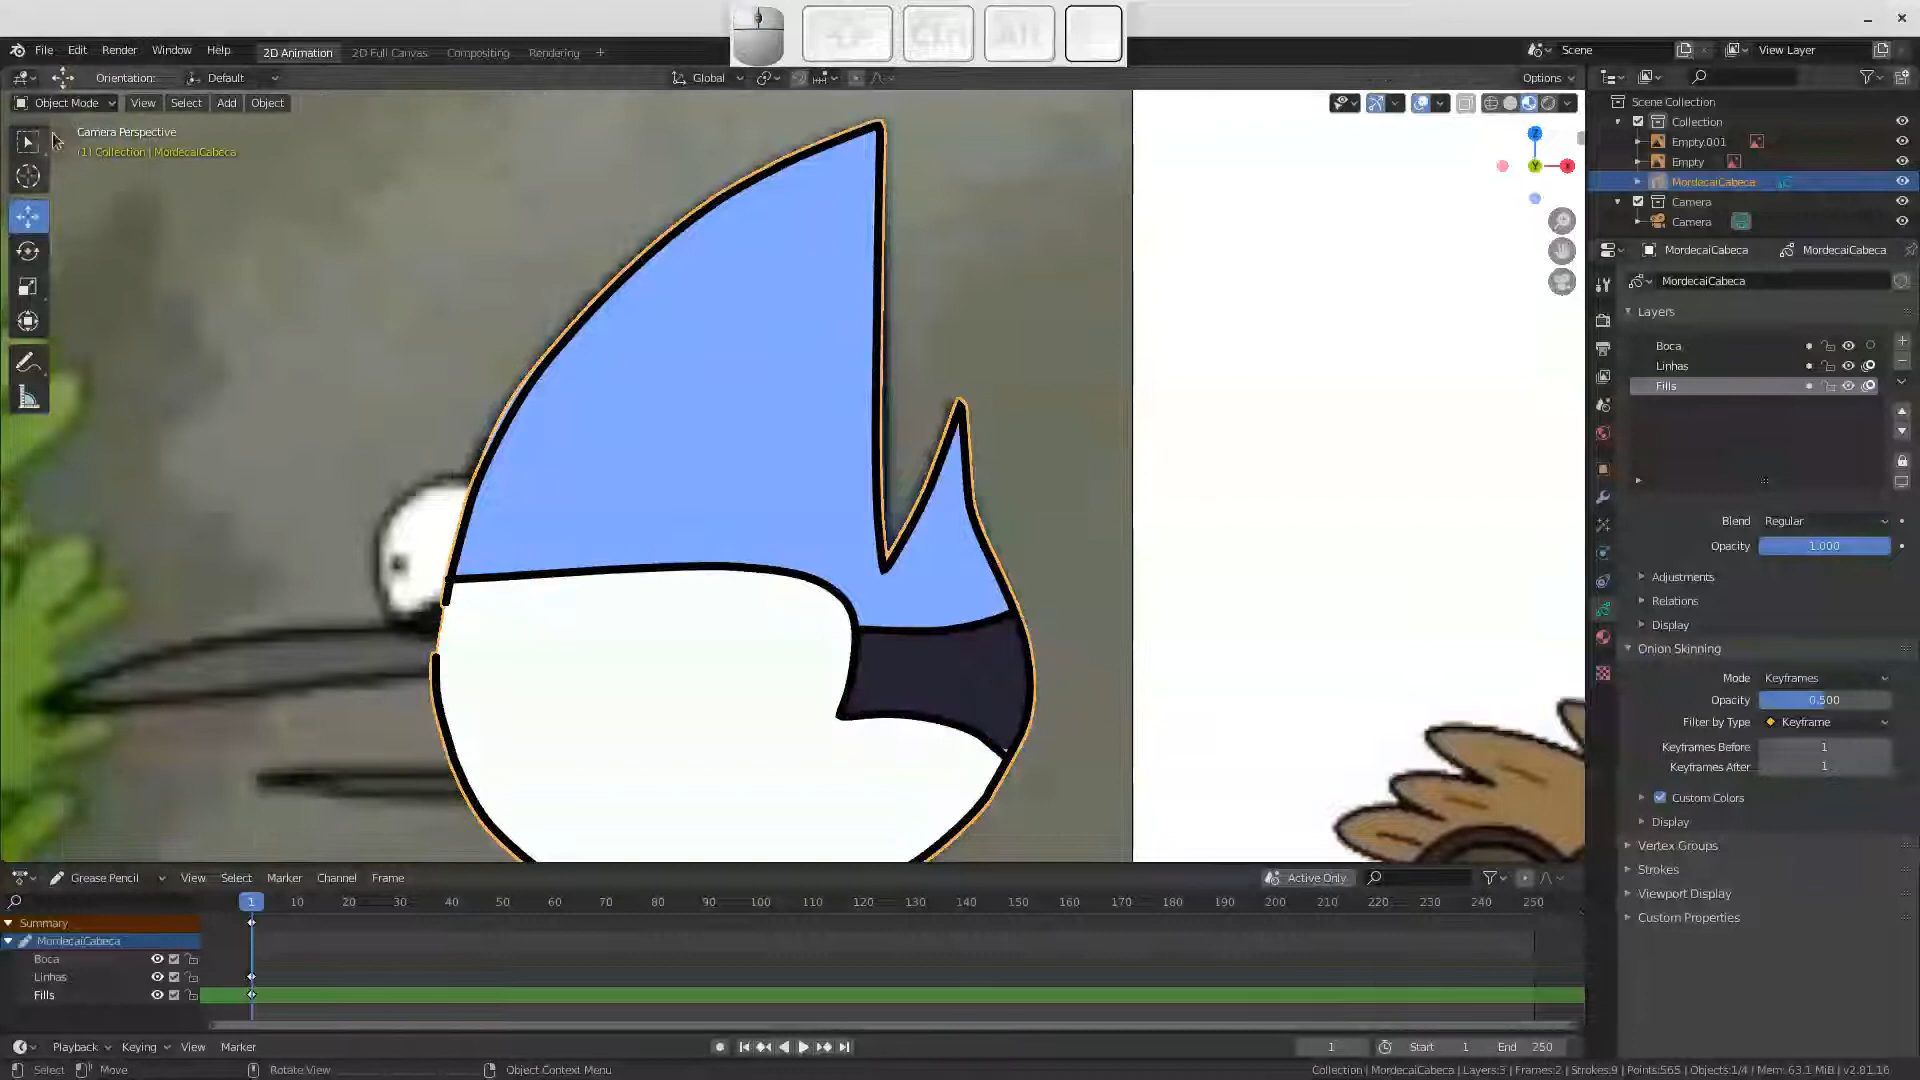 File Edit Render Window Help 2D Animation 2D Full Canvas Compositing Rendering + Scene View Layer
Orientation: Default Global Options
Object Mode View Select Add Object
Camera Perspective
(1) Collection | MordecaiCabeca
Ctrl Alt
Z
Y
X
Scene Collection
Collection
Empty.001
Empty
MordecaiCabeca
Camera
Camera
MordecaiCabeca MordecaiCabeca
MordecaiCabeca
Layers
Boca
Linhas
Fills
Blend Regular
Opacity 1.000
Adjustments
Relations
Display
Onion Skinning
Mode Keyframes
Opacity 0.500
Filter by Type Keyframe
Keyframes Before 1
Keyframes After 1
Custom Colors
Display
Vertex Groups
Strokes
Viewport Display
Custom Properties
Grease Pencil View Select Marker Channel Frame Active Only
1 10 20 30 40 50 60 70 80 90 100 110 120 130 140 150 160 170 180 190 200 210 220 230 240 250
Summary
MordecaiCabeca
Boca
Linhas
Fills
Playback Keying View Marker 1 Start 1 End 250
Select Move Rotate View Object Context Menu Collection | MordecaiCabeca | Layers:3 | Frames:2 | Strokes:9 | Points:565 | Objects:1/4 | Mem: 63.1 MiB | v2.81.16